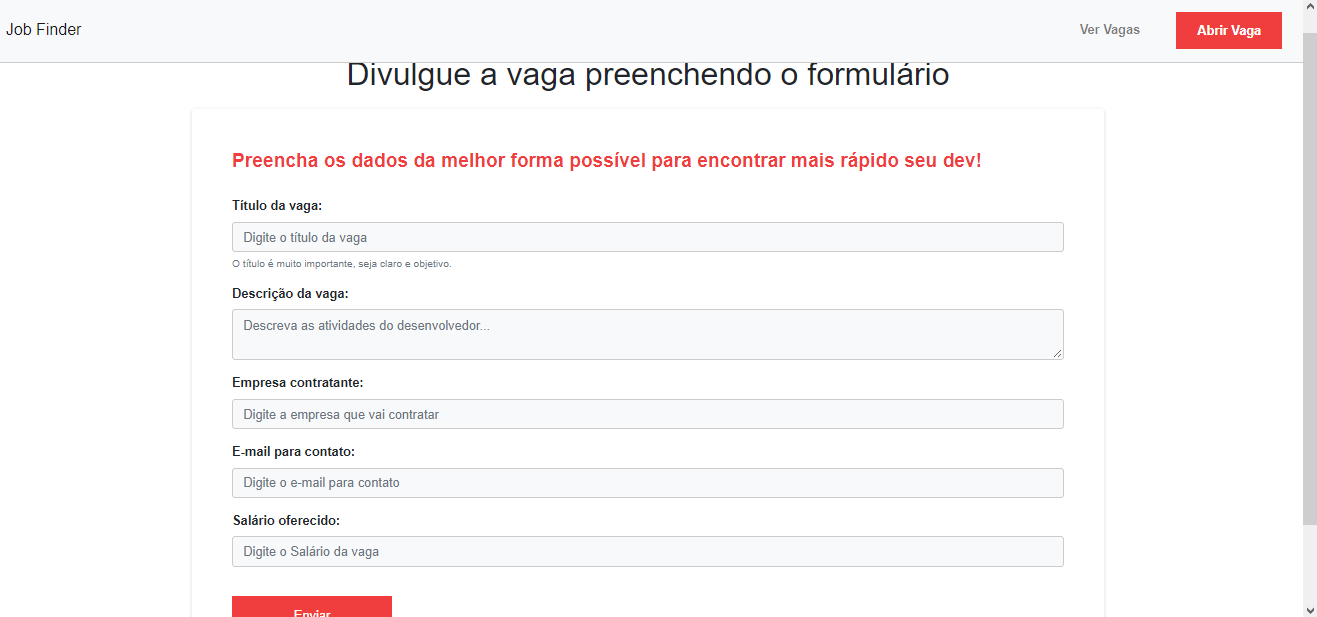 Job Finder
Ver Vagas
Abrir Vaga
Divulgue a vaga preenchendo o formulário
Preencha os dados da melhor forma possível para encontrar mais rápido seu dev!
Título da vaga:
Digite o título da vaga
O título é muito importante, seja claro e objetivo.
Descrição da vaga:
Descreva as atividades do desenvolvedor...
Empresa contratante:
Digite a empresa que vai contratar
E-mail para contato:
Digite o e-mail para contato
Salário oferecido:
Digite o Salário da vaga
Enviar